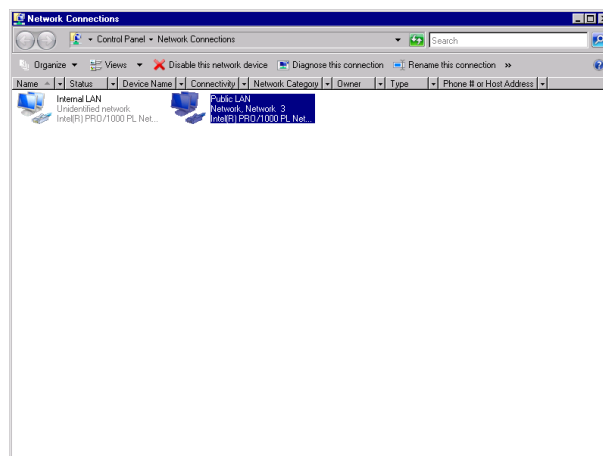 Network Connections
Control Panel
Network Connections
Search
Organize
Views
Disable this network device
Diagnose this connection
Rename this connection
»
Name
Status
Device Name
Connectivity
Network Category
Owner
Type
Phone # or Host Address
Internal LAN
Unidentified network
Intel(R) PRO/1000 PL Net...
Public LAN
Network, Network 3
Intel(R) PRO/1000 PL Net...